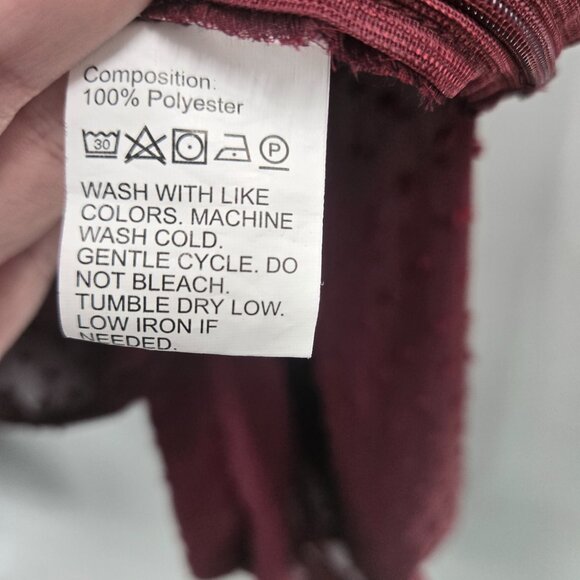 Composition:
100% Polyester
30 P
WASH WITH LIKE
COLORS. MACHINE
WASH COLD.
GENTLE CYCLE. DO
NOT BLEACH.
TUMBLE DRY LOW.
LOW IRON IF
NEEDED.